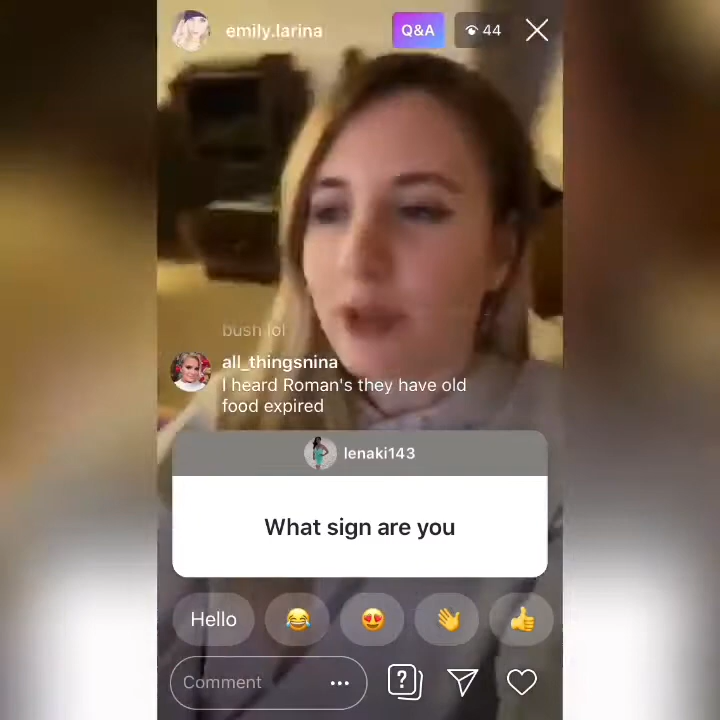 emily.larina
Q&A
44
bush lol
all_thingsnina
I heard Roman's they have old
food expired
lenaki143
What sign are you
Hello
Comment